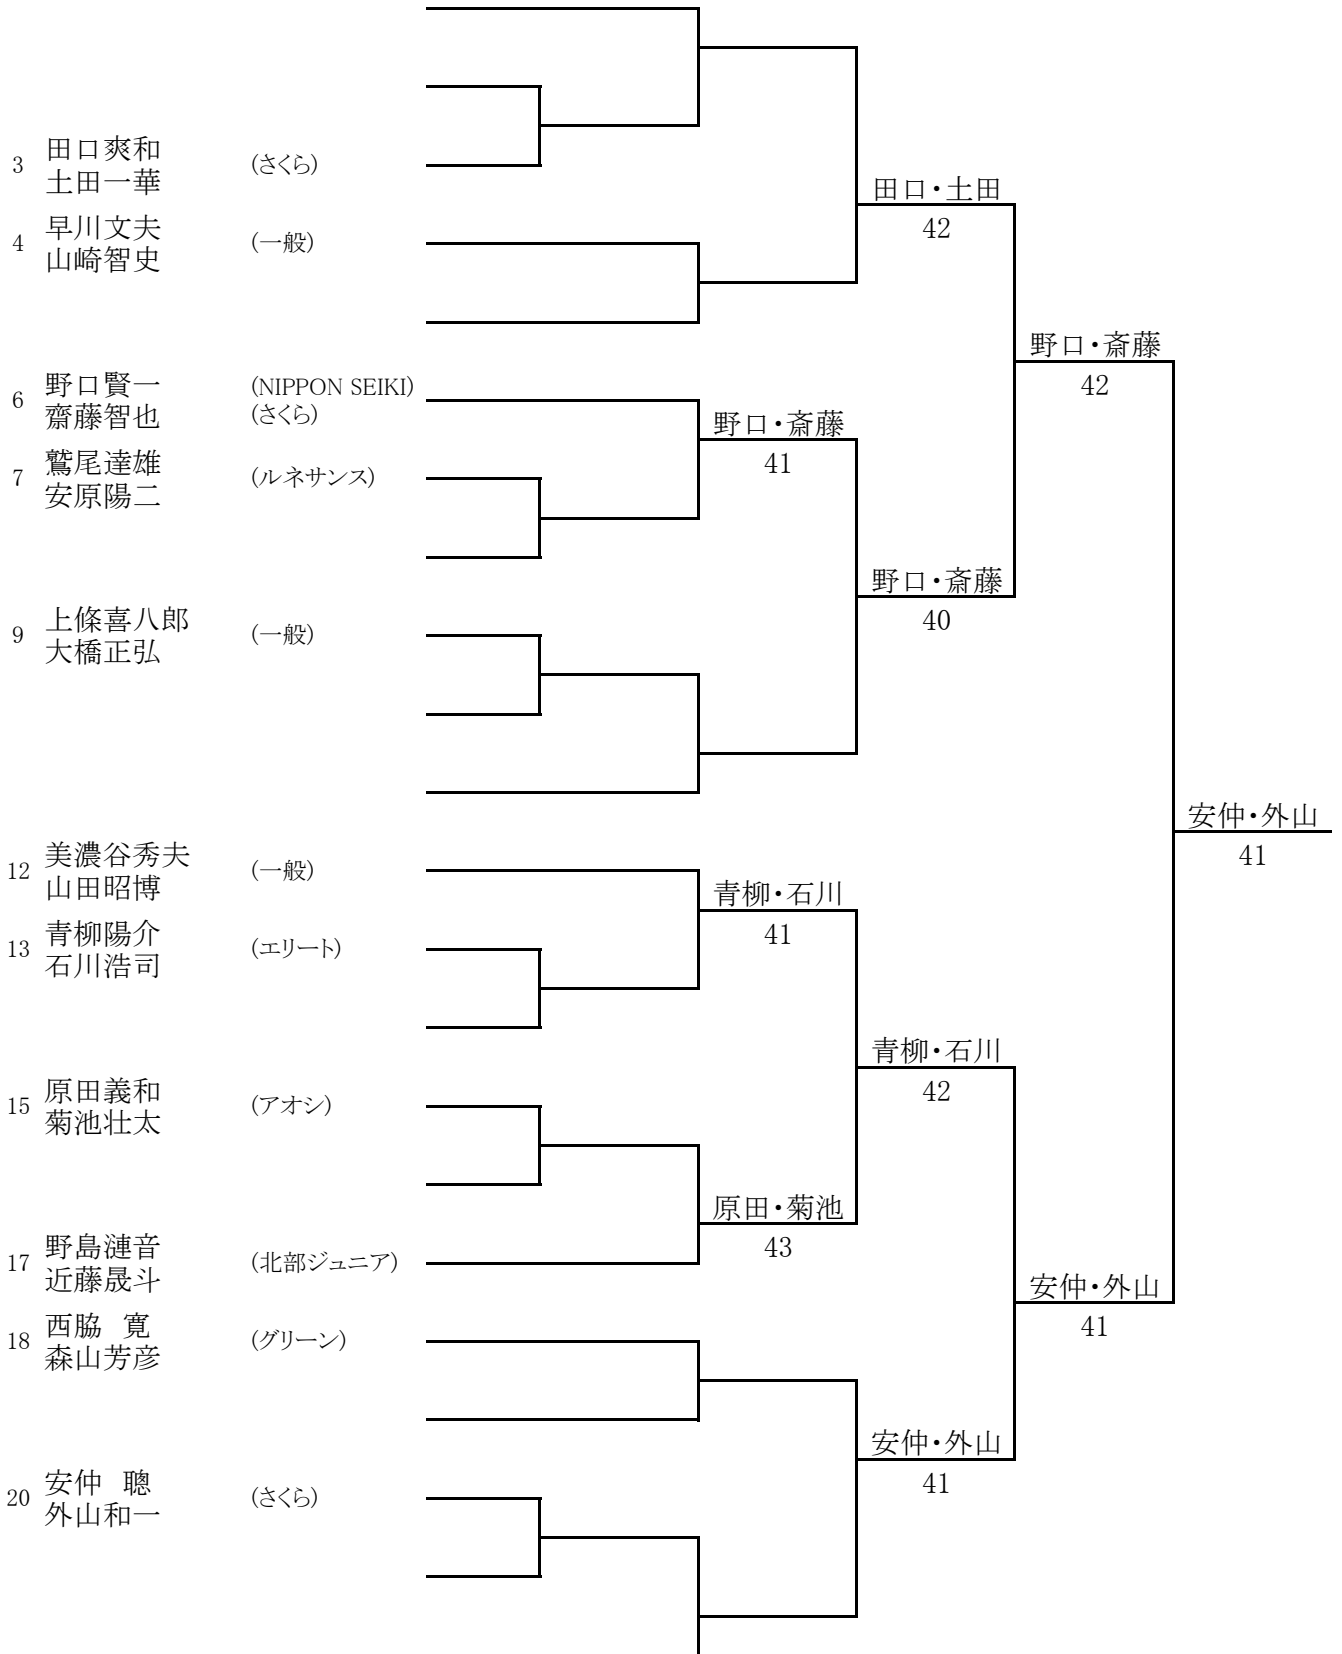 3 田口爽和 (さくら)
土田一華
田口・土田
42
4 早川文夫 (一般)
山崎智史
野口・斎藤
42
6 野口賢一 (NIPPON SEIKI)
齋藤智也 (さくら)
野口・斎藤
41
7 鷲尾達雄 (ルネサンス)
安原陽二
野口・斎藤
40
9 上條喜八郎 (一般)
大橋正弘
安仲・外山
41
12 美濃谷秀夫 (一般)
山田昭博
青柳・石川
41
13 青柳陽介 (エリート)
石川浩司
青柳・石川
42
15 原田義和 (アオシ)
菊池壮太
原田・菊池
43
17 野島漣音 (北部ジュニア)
近藤晟斗
安仲・外山
41
18 西脇 寛 (グリーン)
森山芳彦
安仲・外山
41
20 安仲 聰 (さくら)
外山和一